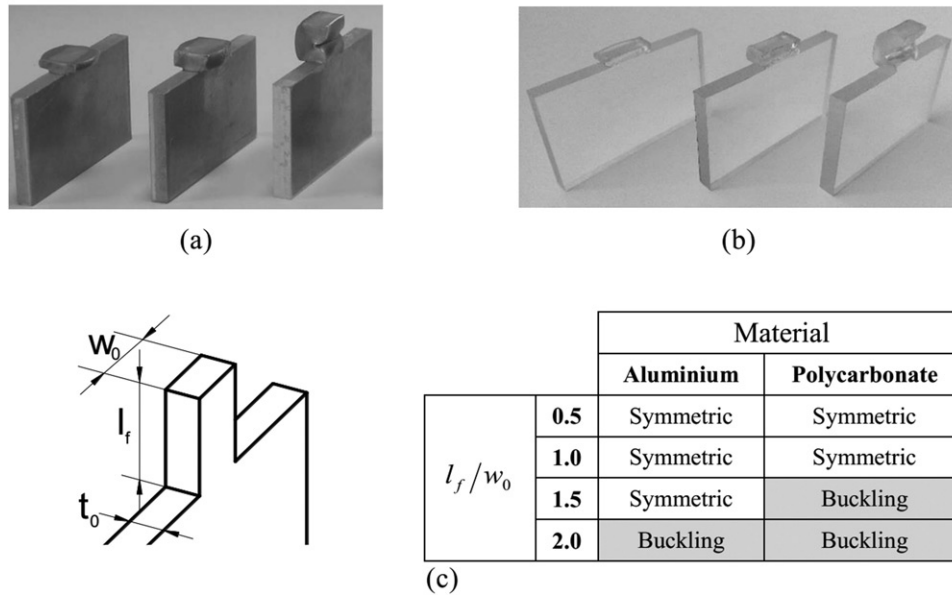 (a)
(b)
w0
lf
t0
Material
Aluminium Polycarbonate
lf/w0
0.5 Symmetric Symmetric
1.0 Symmetric Symmetric
1.5 Symmetric Buckling
2.0 Buckling Buckling
(c)